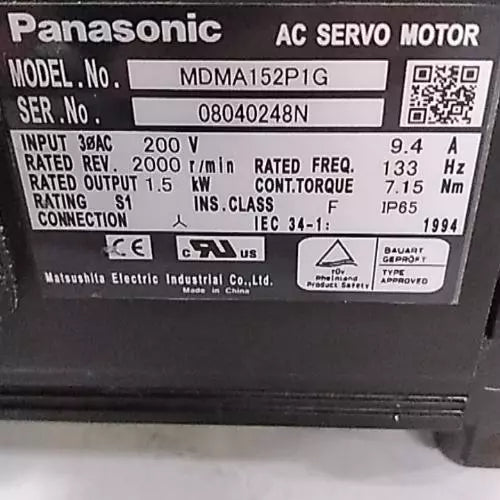 Panasonic AC SERVO MOTOR
MODEL.No. MDMA152P1G
SER.No. 08040248N
INPUT 3øAC 200 V 9.4 A
RATED REV. 2000 r/min RATED FREQ. 133 Hz
RATED OUTPUT 1.5 kW CONT.TORQUE 7.15 Nm
RATING S1 INS.CLASS F IP65
CONNECTION IEC 34-1: 1994
CE c RU us
TÜV
Rheinland
Product Safety
BAUART
GEPRÜFT
TYPE
APPROVED
Matsushita Electric Industrial Co.,Ltd.
Made in China